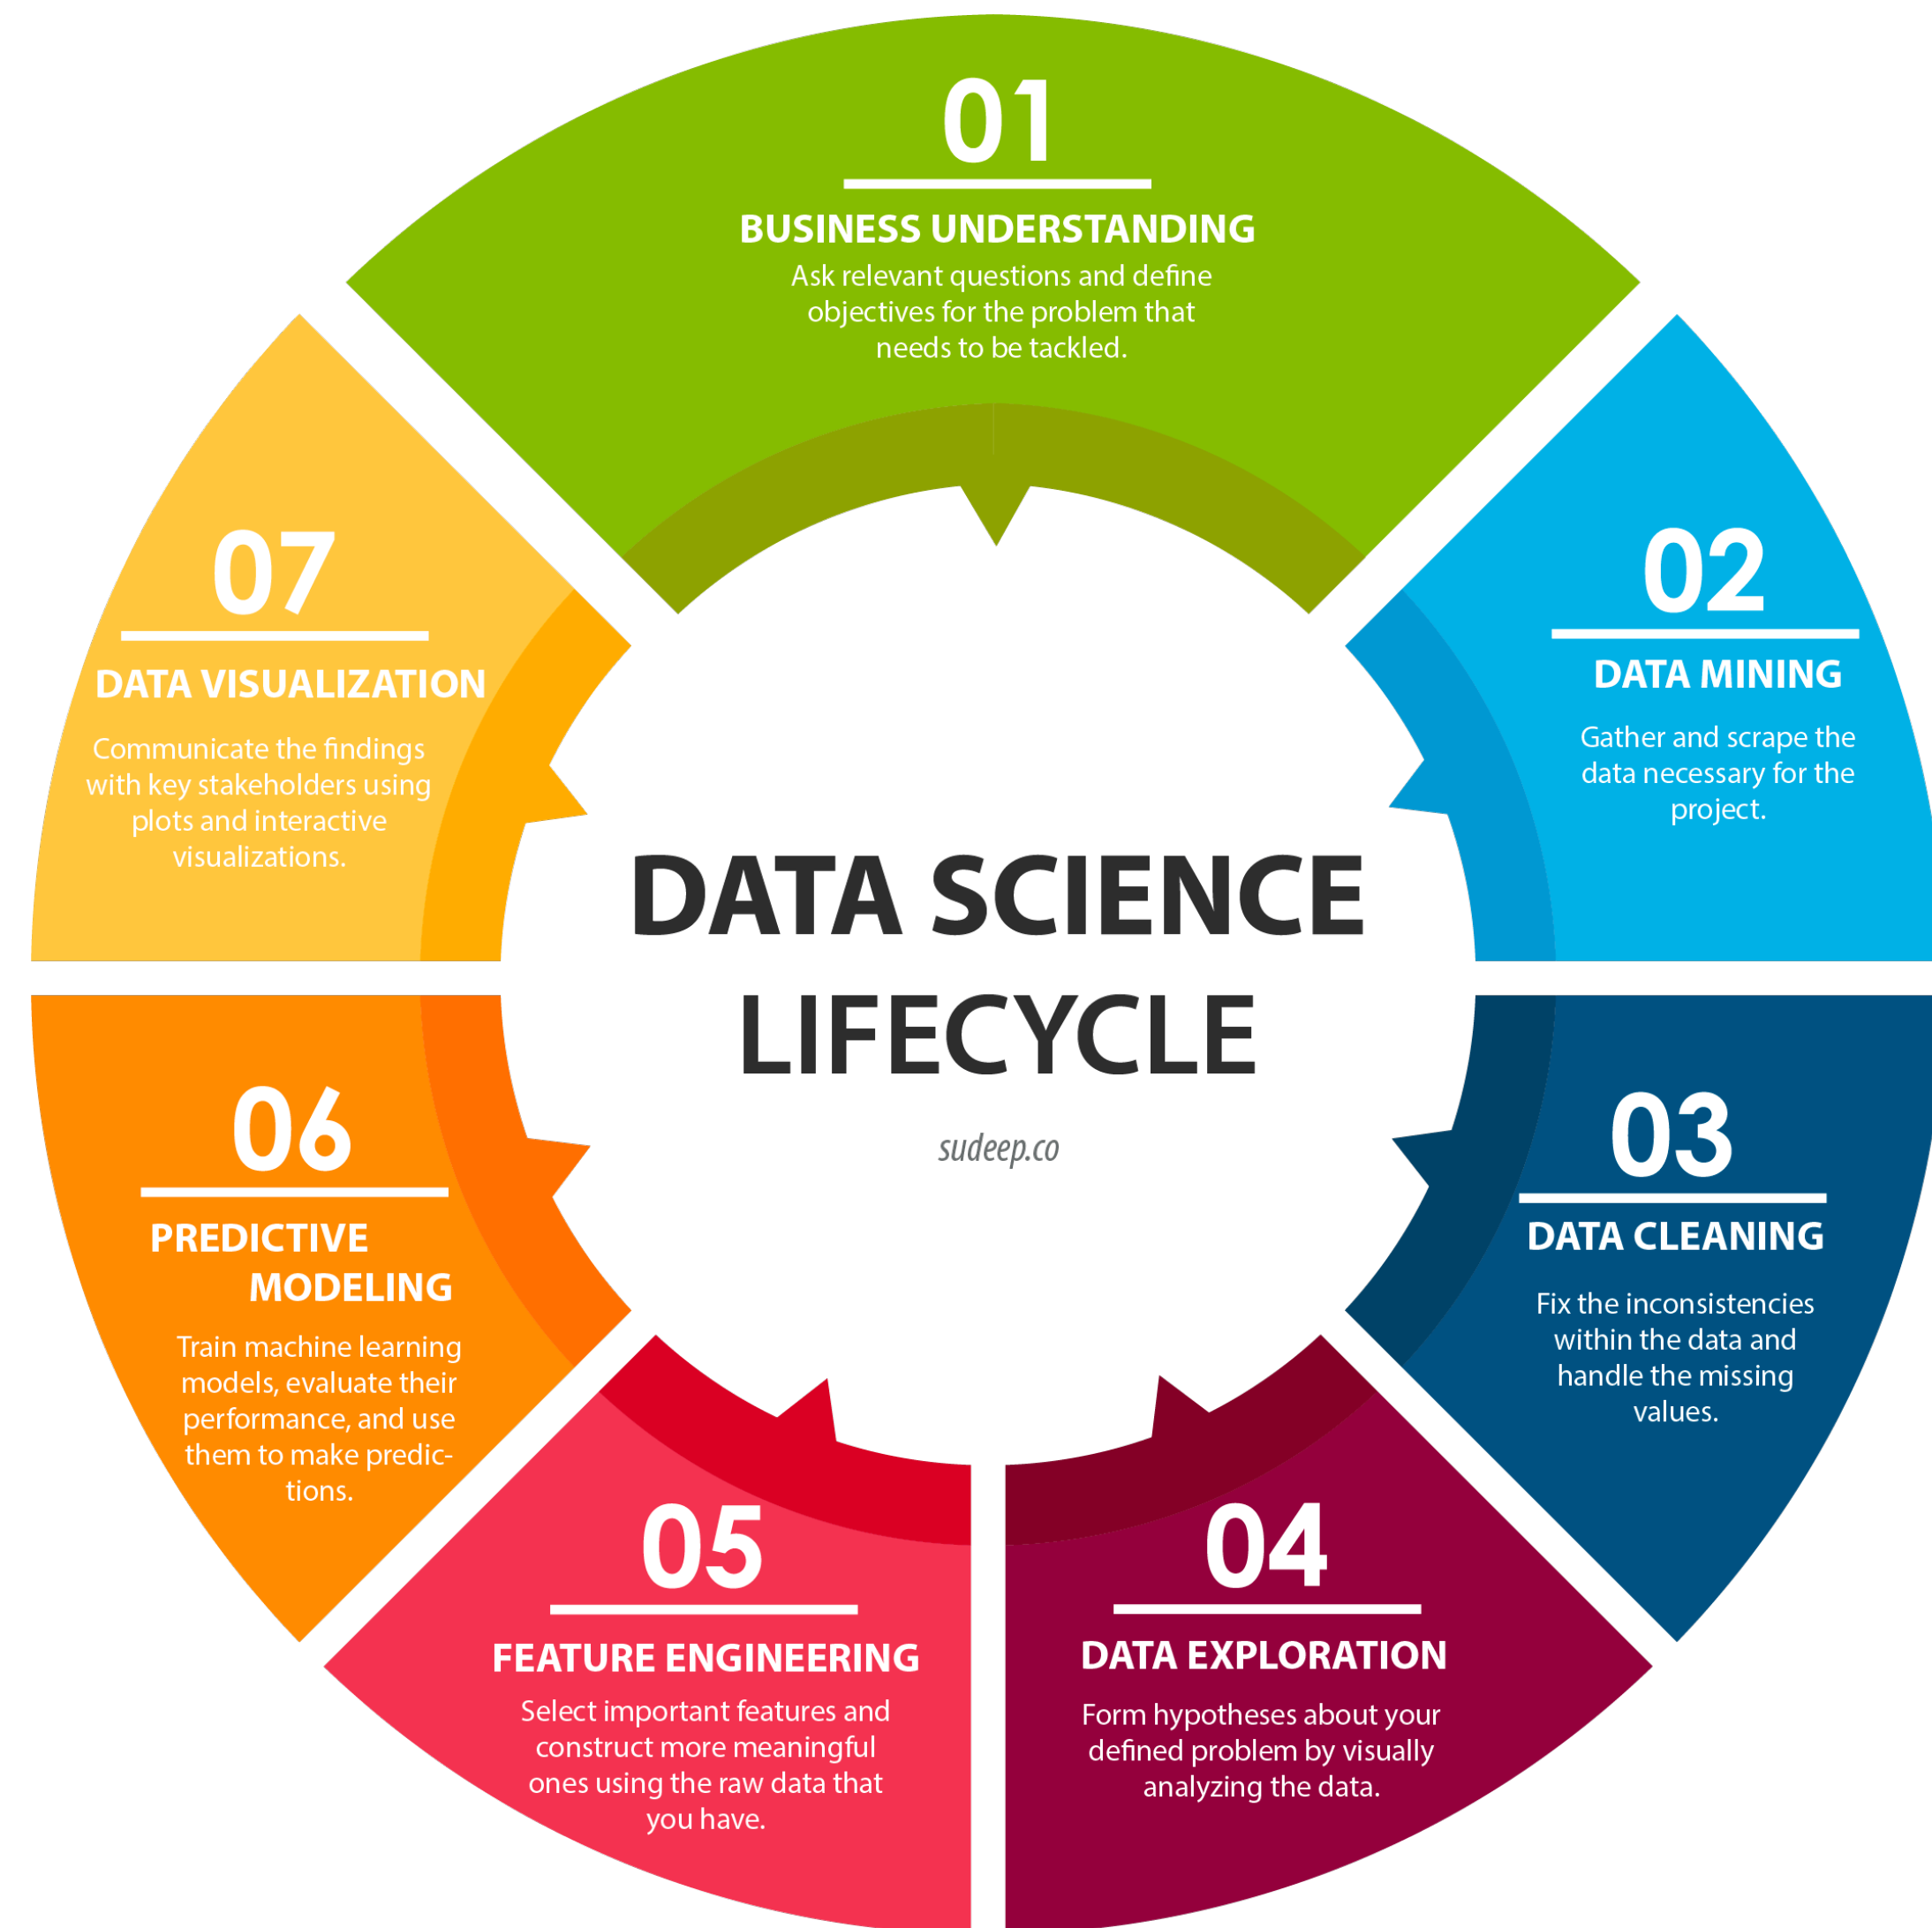 01
BUSINESS UNDERSTANDING
Ask relevant questions and define
objectives for the problem that
needs to be tackled.
02
DATA MINING
Gather and scrape the
data necessary for the
project.
03
DATA CLEANING
Fix the inconsistencies
within the data and
handle the missing
values.
04
DATA EXPLORATION
Form hypotheses about your
defined problem by visually
analyzing the data.
05
FEATURE ENGINEERING
Select important features and
construct more meaningful
ones using the raw data that
you have.
06
PREDICTIVE
MODELING
Train machine learning
models, evaluate their
performance, and use
them to make predic-
tions.
07
DATA VISUALIZATION
Communicate the findings
with key stakeholders using
plots and interactive
visualizations.
DATA SCIENCE
LIFECYCLE
sudeep.co